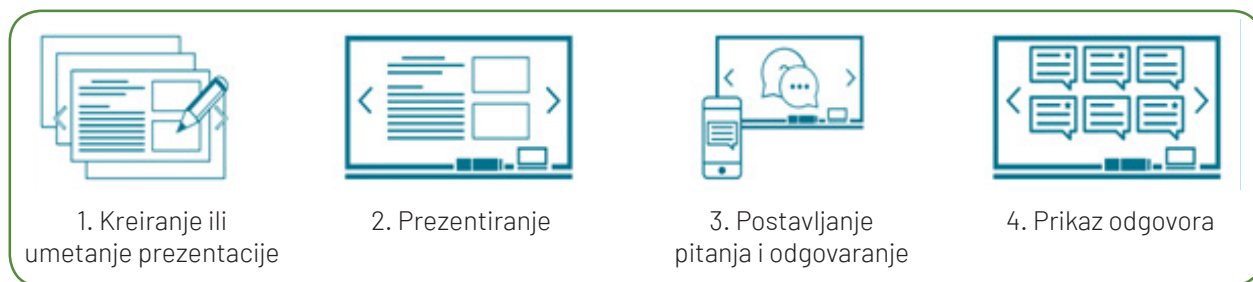 1. Kreiranje ili
umetanje prezentacije
2. Prezentiranje
3. Postavljanje
pitanja i odgovaranje
4. Prikaz odgovora